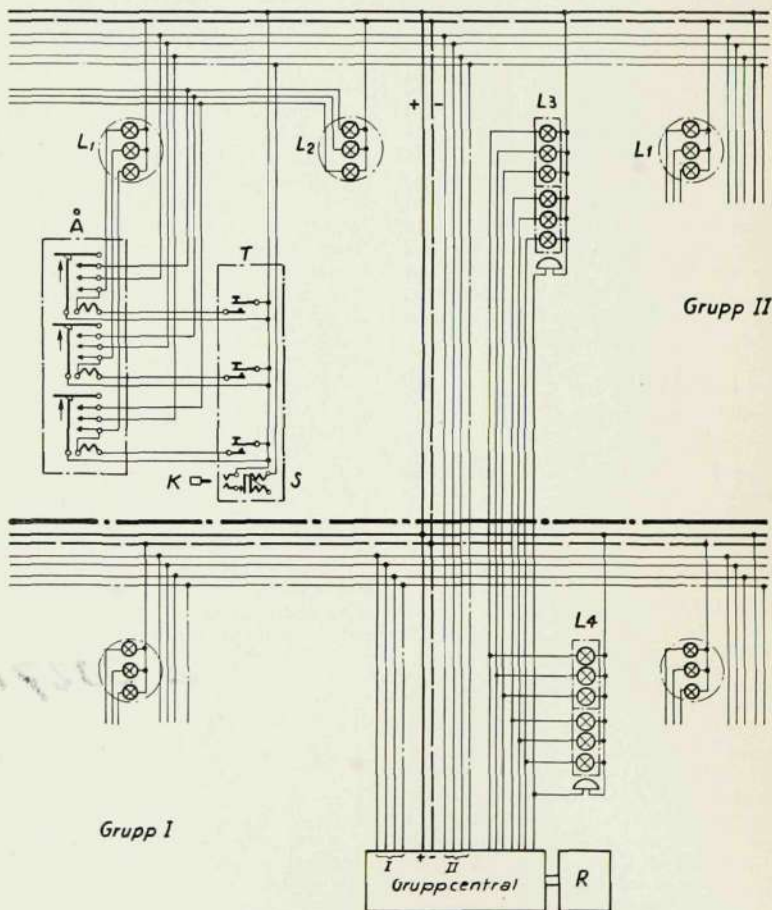 + -
L1
L2
L3
L1
Å
T
Grupp II
K
S
L4
Grupp I
I
+-
II
Gruppcentral
R